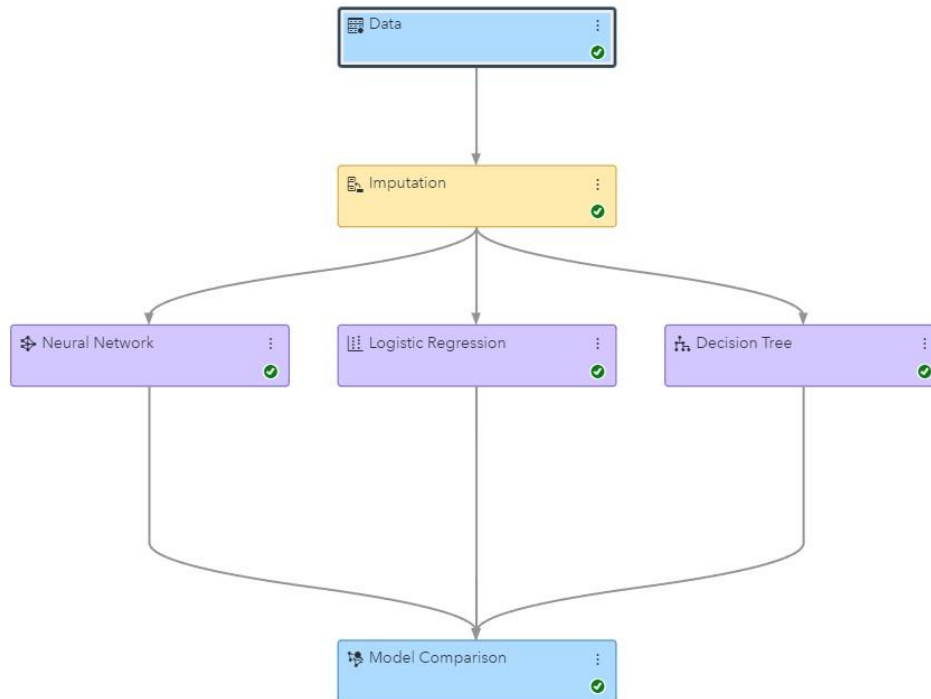 Data
Imputation
Neural Network
Logistic Regression
Decision Tree
Model Comparison